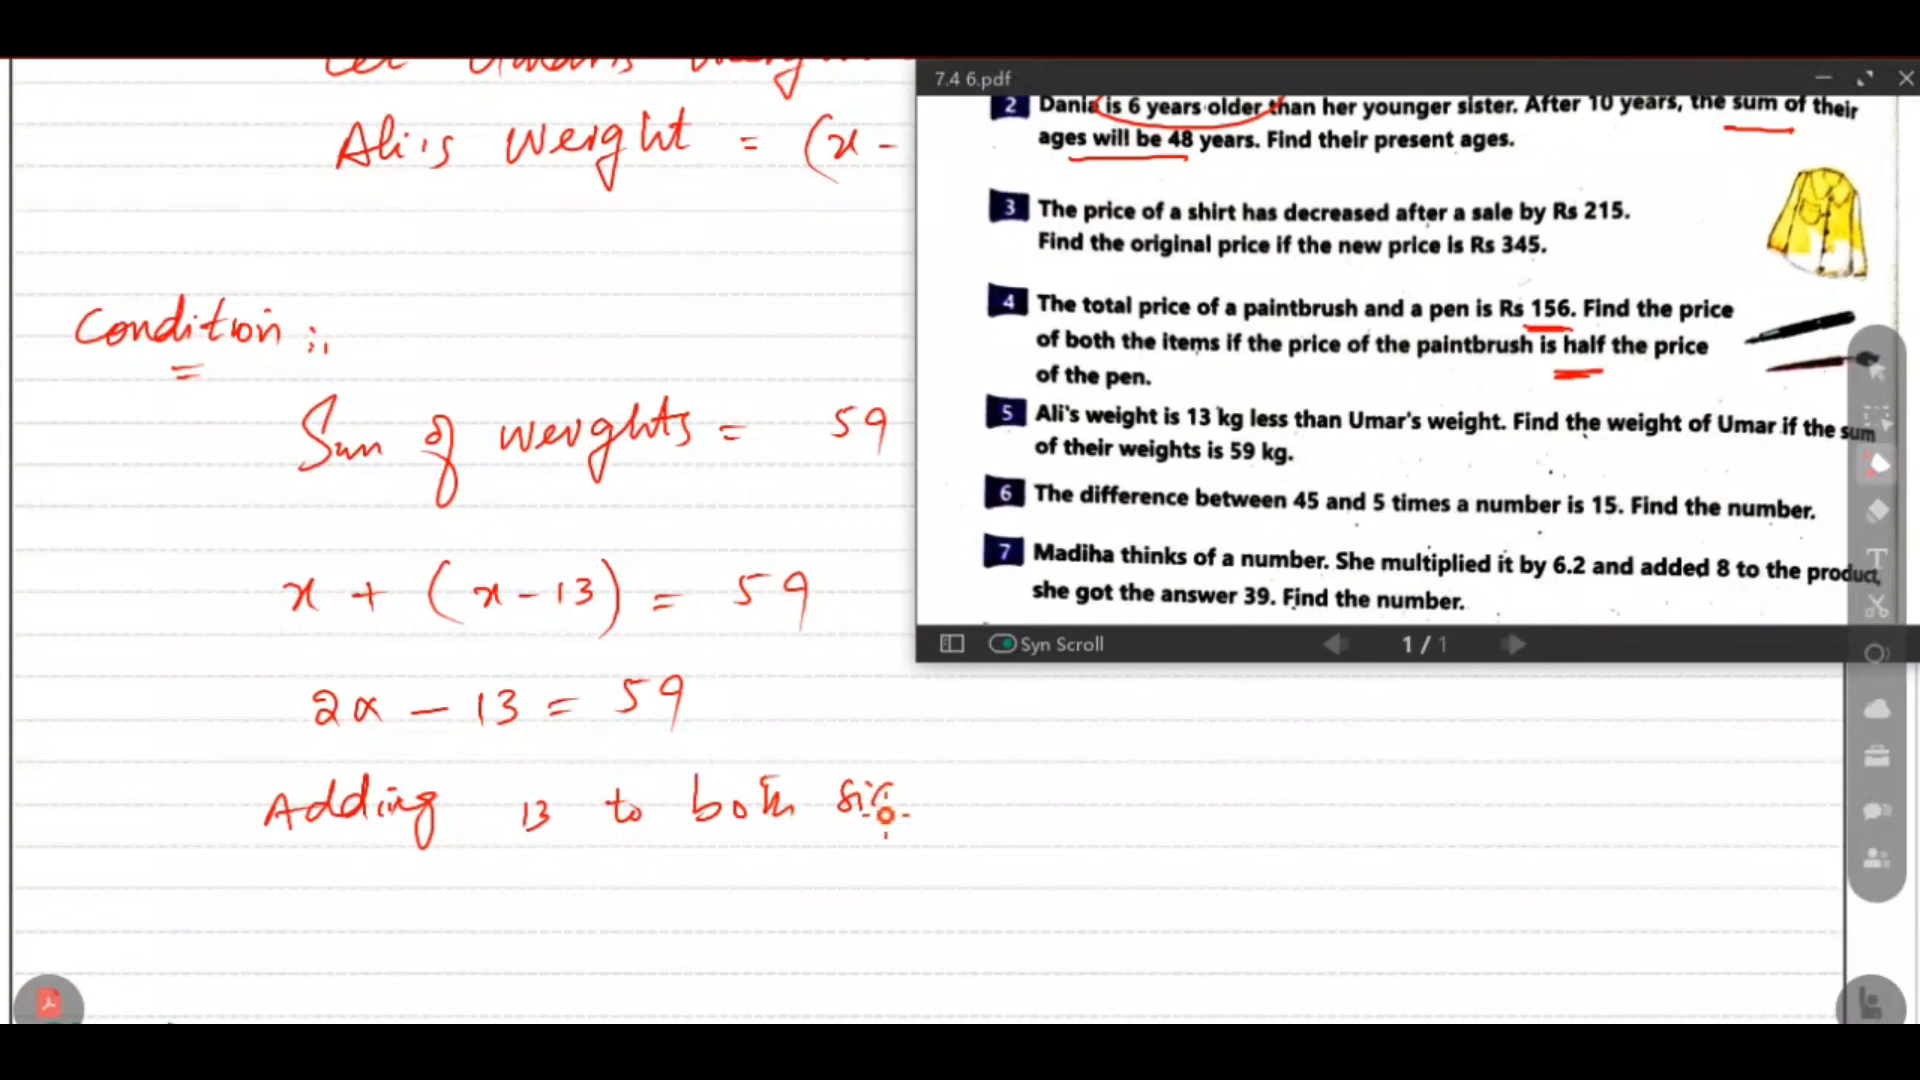 Let Umar's weight
Ali's weight = (x -
Condition :,
Sum of weights = 59
x + (x - 13) = 59
2x - 13 = 59
Adding 13 to both
7.4 6.pdf
2 Dania is 6 years older than her younger sister. After 10 years, the sum of their
ages will be 48 years. Find their present ages.
3 The price of a shirt has decreased after a sale by Rs 215.
Find the original price if the new price is Rs 345.
4 The total price of a paintbrush and a pen is Rs 156. Find the price
of both the items if the price of the paintbrush is half the price
of the pen.
5 Ali's weight is 13 kg less than Umar's weight. Find the weight of Umar if the sum
of their weights is 59 kg.
6 The difference between 45 and 5 times a number is 15. Find the number.
7 Madiha thinks of a number. She multiplied it by 6.2 and added 8 to the product,
she got the answer 39. Find the number.
Syn Scroll
1 / 1